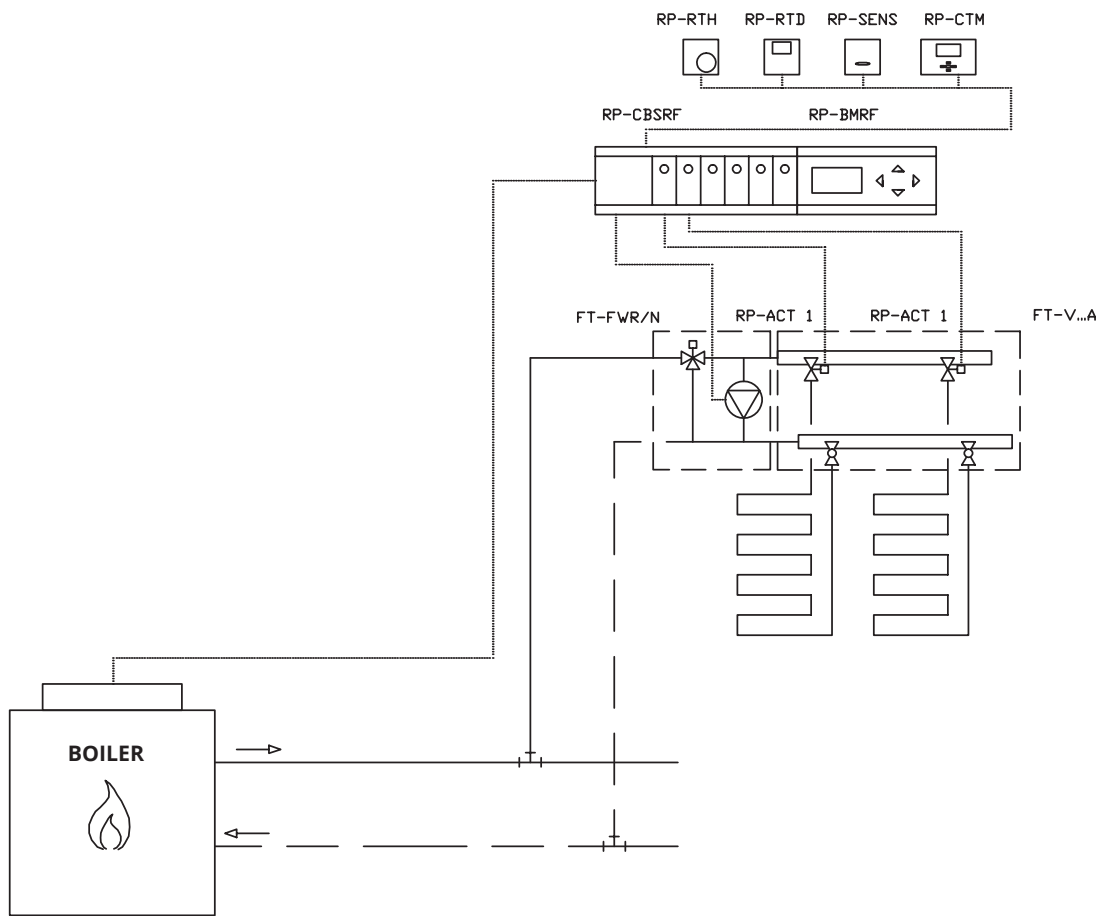 RP-RTH RP-RTD RP-SENS RP-CTM
RP-CBSRF RP-BMRF
FT-FWR/N RP-ACT 1 RP-ACT 1 FT-V...A
BOILER